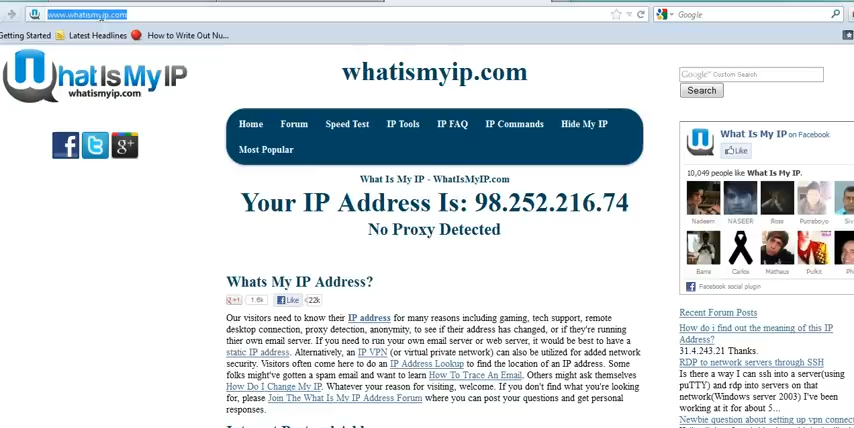 www.whatismyip.com
Google
Getting Started
Latest Headlines
How to Write Out Nu...
WhatIsMyIP
whatismyip.com
whatismyip.com
Home
Forum
Speed Test
IP Tools
IP FAQ
IP Commands
Hide My IP
Most Popular
What Is My IP - WhatIsMyIP.com
Your IP Address Is: 98.252.216.74
No Proxy Detected
Whats My IP Address?
+1 1.6k Like 22k
Our visitors need to know their IP address for many reasons including gaming, tech support, remote
desktop connection, proxy detection, anonymity, to see if their address has changed, or if they're running
thier own email server. If you need to run your own email server or web server, it would be best to have a
static IP address. Alternatively, an IP VPN (or virtual private network) can also be utilized for added network
security. Visitors often come here to do an IP Address Lookup to find the location of an IP address. Some
folks might've gotten a spam email and want to learn How To Trace An Email. Others might ask themselves
How Do I Change My IP. Whatever your reason for visiting, welcome. If you don't find what you're looking
for, please Join The What Is My IP Address Forum where you can post your questions and get personal
responses.
Google Custom Search
Search
What Is My IP on Facebook
Like
10,049 people like What Is My IP.
Nadeem NASEER Ross Putraboyz
Barra Carlos Matheus Pulkit
Facebook social plugin
Recent Forum Posts
How do i find out the meaning of this IP
Address?
31.4.243.21 Thanks.
RDP to network servers through SSH
Is there a way I can ssh into a server(using
puTTY) and rdp into servers on that
network(Windows server 2003) I've been
working at it for about 5...
Newbie question about setting up vpn connect